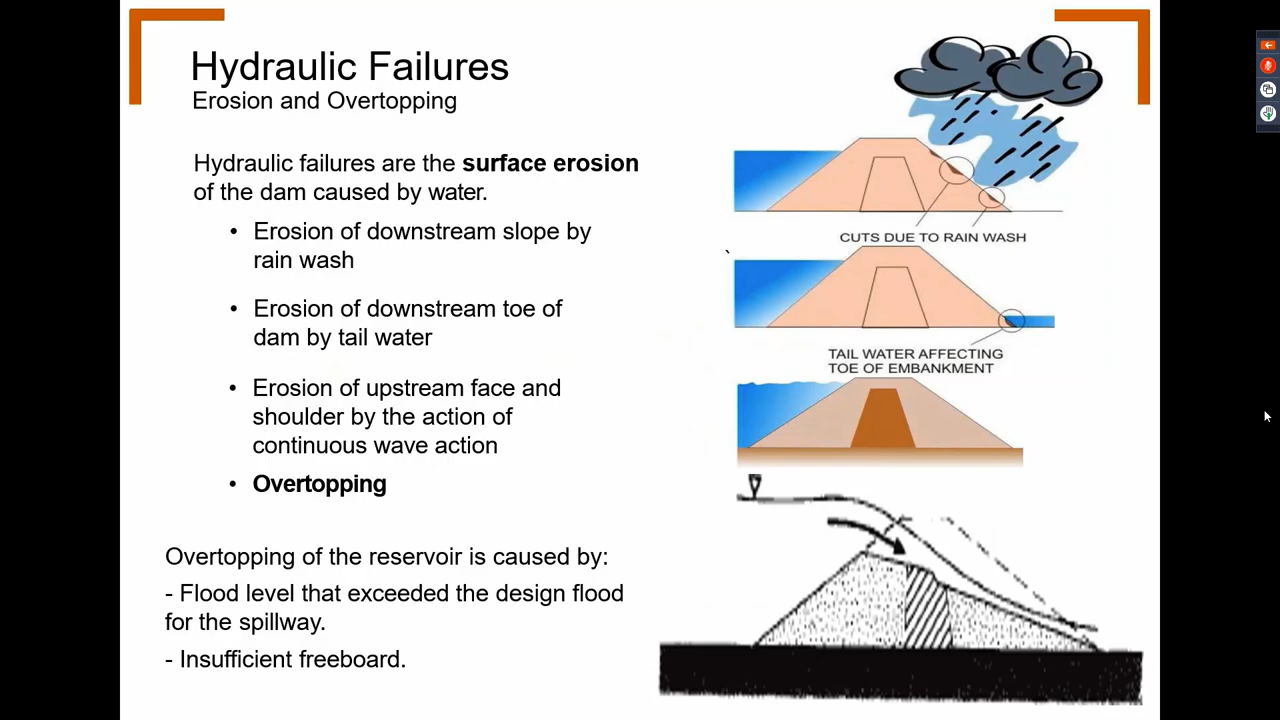 Hydraulic Failures
Erosion and Overtopping
Hydraulic failures are the surface erosion
of the dam caused by water.
• Erosion of downstream slope by
rain wash
• Erosion of downstream toe of
dam by tail water
• Erosion of upstream face and
shoulder by the action of
continuous wave action
• Overtopping
Overtopping of the reservoir is caused by:
- Flood level that exceeded the design flood
for the spillway.
- Insufficient freeboard.
CUTS DUE TO RAIN WASH
`
TAIL WATER AFFECTING
TOE OF EMBANKMENT